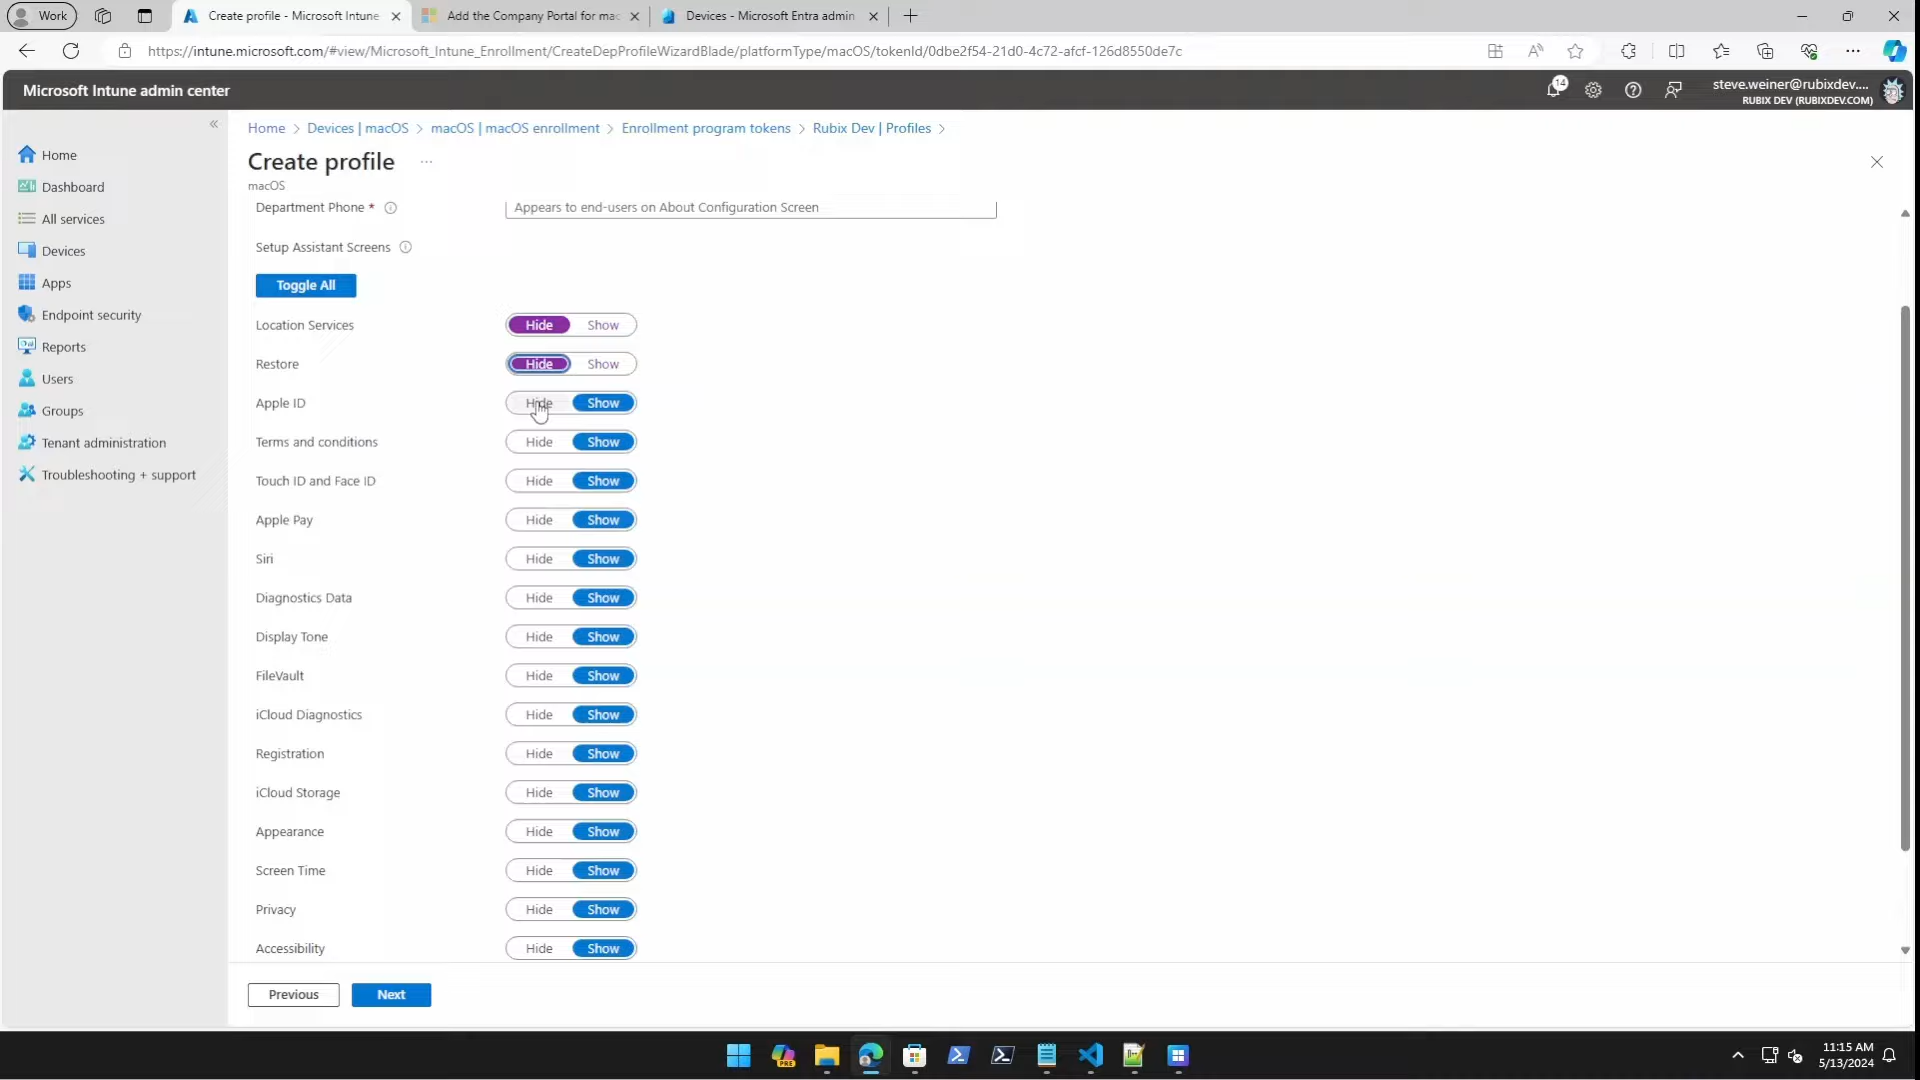 Work
Create profile - Microsoft Intune
Add the Company Portal for mac
Devices - Microsoft Entra admin
https://intune.microsoft.com/#view/Microsoft_Intune_Enrollment/CreateDepProfileWizardBlade/platformType/macOS/tokenId/0dbe2f54-21d0-4c72-afcf-126d8550de7c
Microsoft Intune admin center
14
steve.weiner@rubixdev....
RUBIX DEV (RUBIXDEV.COM)
Home > Devices | macOS > macOS | macOS enrollment > Enrollment program tokens > Rubix Dev | Profiles >
Create profile ...
macOS
Home
Dashboard
All services
Devices
Apps
Endpoint security
Reports
Users
Groups
Tenant administration
Troubleshooting + support
Department Phone * Appears to end-users on About Configuration Screen
Setup Assistant Screens
Toggle All
Location Services Hide Show
Restore Hide Show
Apple ID Hide Show
Terms and conditions Hide Show
Touch ID and Face ID Hide Show
Apple Pay Hide Show
Siri Hide Show
Diagnostics Data Hide Show
Display Tone Hide Show
FileVault Hide Show
iCloud Diagnostics Hide Show
Registration Hide Show
iCloud Storage Hide Show
Appearance Hide Show
Screen Time Hide Show
Privacy Hide Show
Accessibility Hide Show
Previous Next
PRE
11:15 AM
5/13/2024